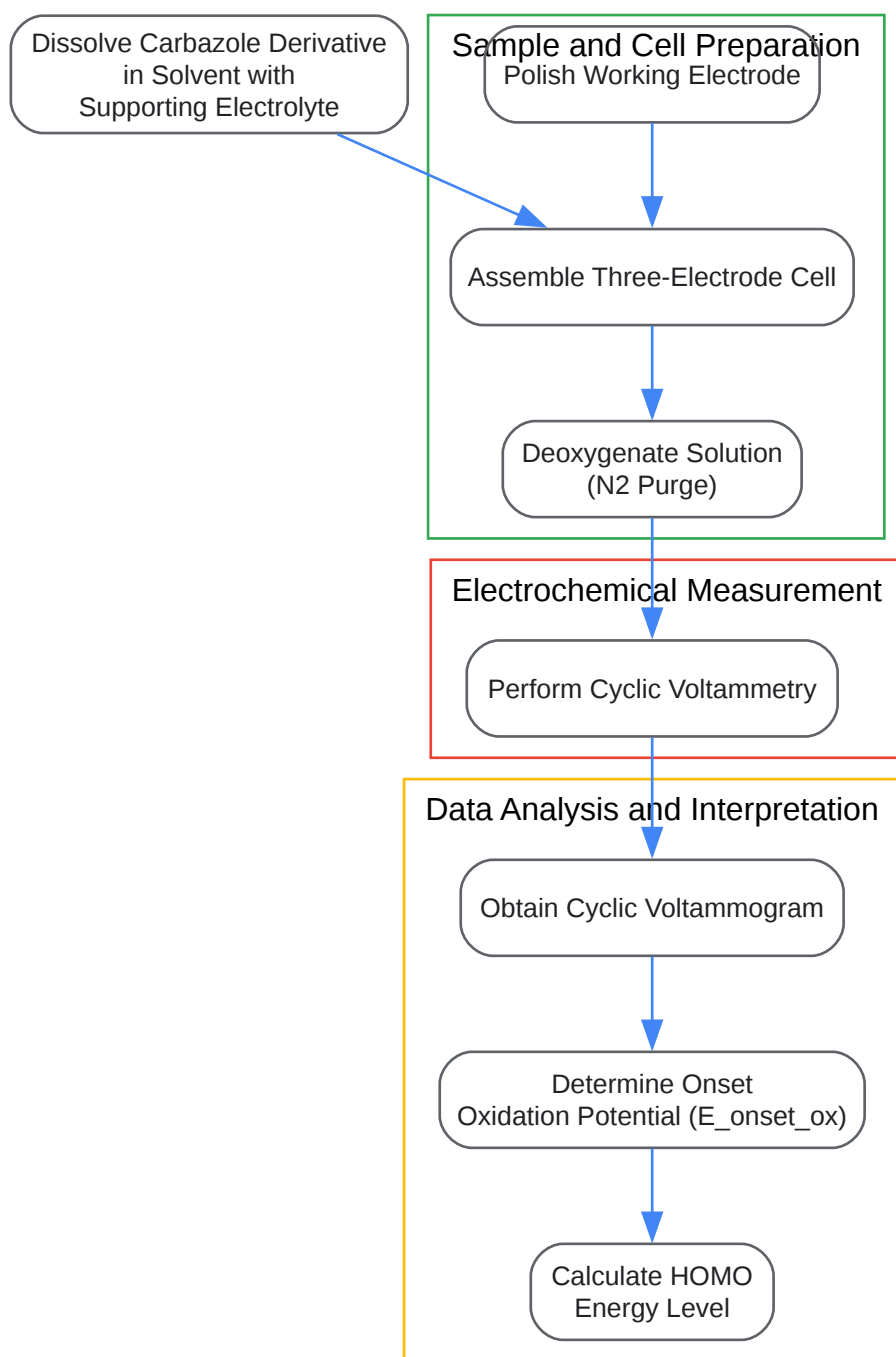 Dissolve Carbazole Derivative
in Solvent with
Supporting Electrolyte
Sample and Cell Preparation
Polish Working Electrode
Assemble Three-Electrode Cell
Deoxygenate Solution
(N2 Purge)
Electrochemical Measurement
Perform Cyclic Voltammetry
Data Analysis and Interpretation
Obtain Cyclic Voltammogram
Determine Onset
Oxidation Potential (E_onset_ox)
Calculate HOMO
Energy Level